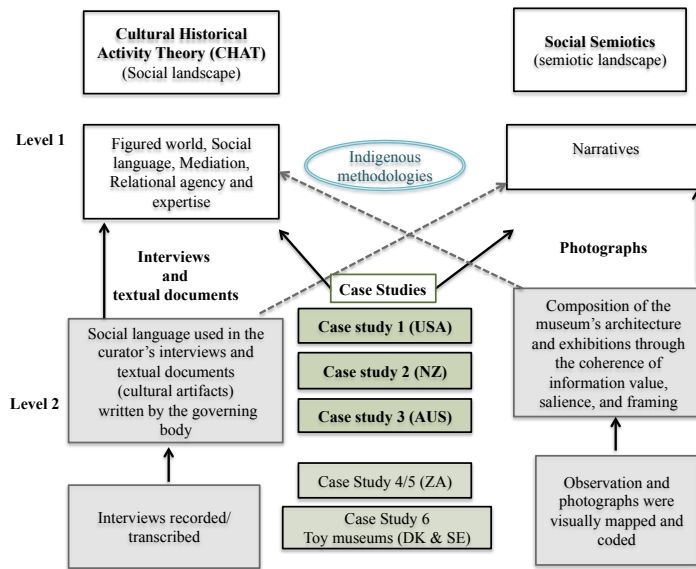 Cultural Historical
Activity Theory (CHAT)
(Social landscape)
Social Semiotics
(semiotic landscape)
Level 1
Figured world, Social
language, Mediation,
Relational agency and
expertise
Indigenous
methodologies
Narratives
Interviews
and
textual documents
Photographs
Case Studies
Level 2
Social language used in the
curator's interviews and
textual documents
(cultural artifacts)
written by the governing
body
Case study 1 (USA)
Case study 2 (NZ)
Case study 3 (AUS)
Composition of the
museum's architecture
and exhibitions through
the coherence of
information value,
salience, and framing
Interviews recorded/
transcribed
Case Study 4/5 (ZA)
Case Study 6
Toy museums (DK & SE)
Observation and
photographs were
visually mapped and
coded